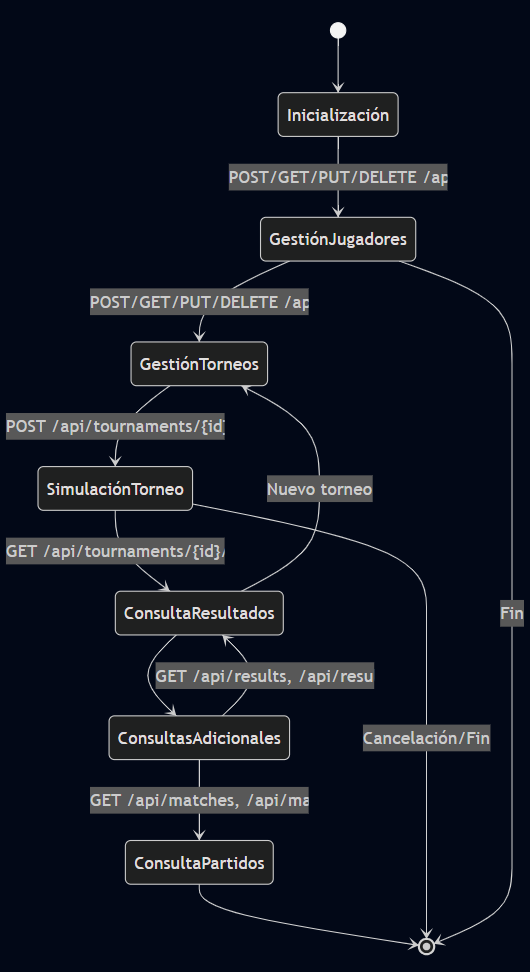 Inicialización
POST/GET/PUT/DELETE /ap
GestiónJugadores
POST/GET/PUT/DELETE /ap
GestiónTorneos
POST /api/tournaments/{id}
SimulaciónTorneo
Nuevo torneo
GET /api/tournaments/{id}/
ConsultaResultados
Fin
GET /api/results, /api/resu
ConsultasAdicionales
Cancelación/Fin
GET /api/matches, /api/ma
ConsultaPartidos